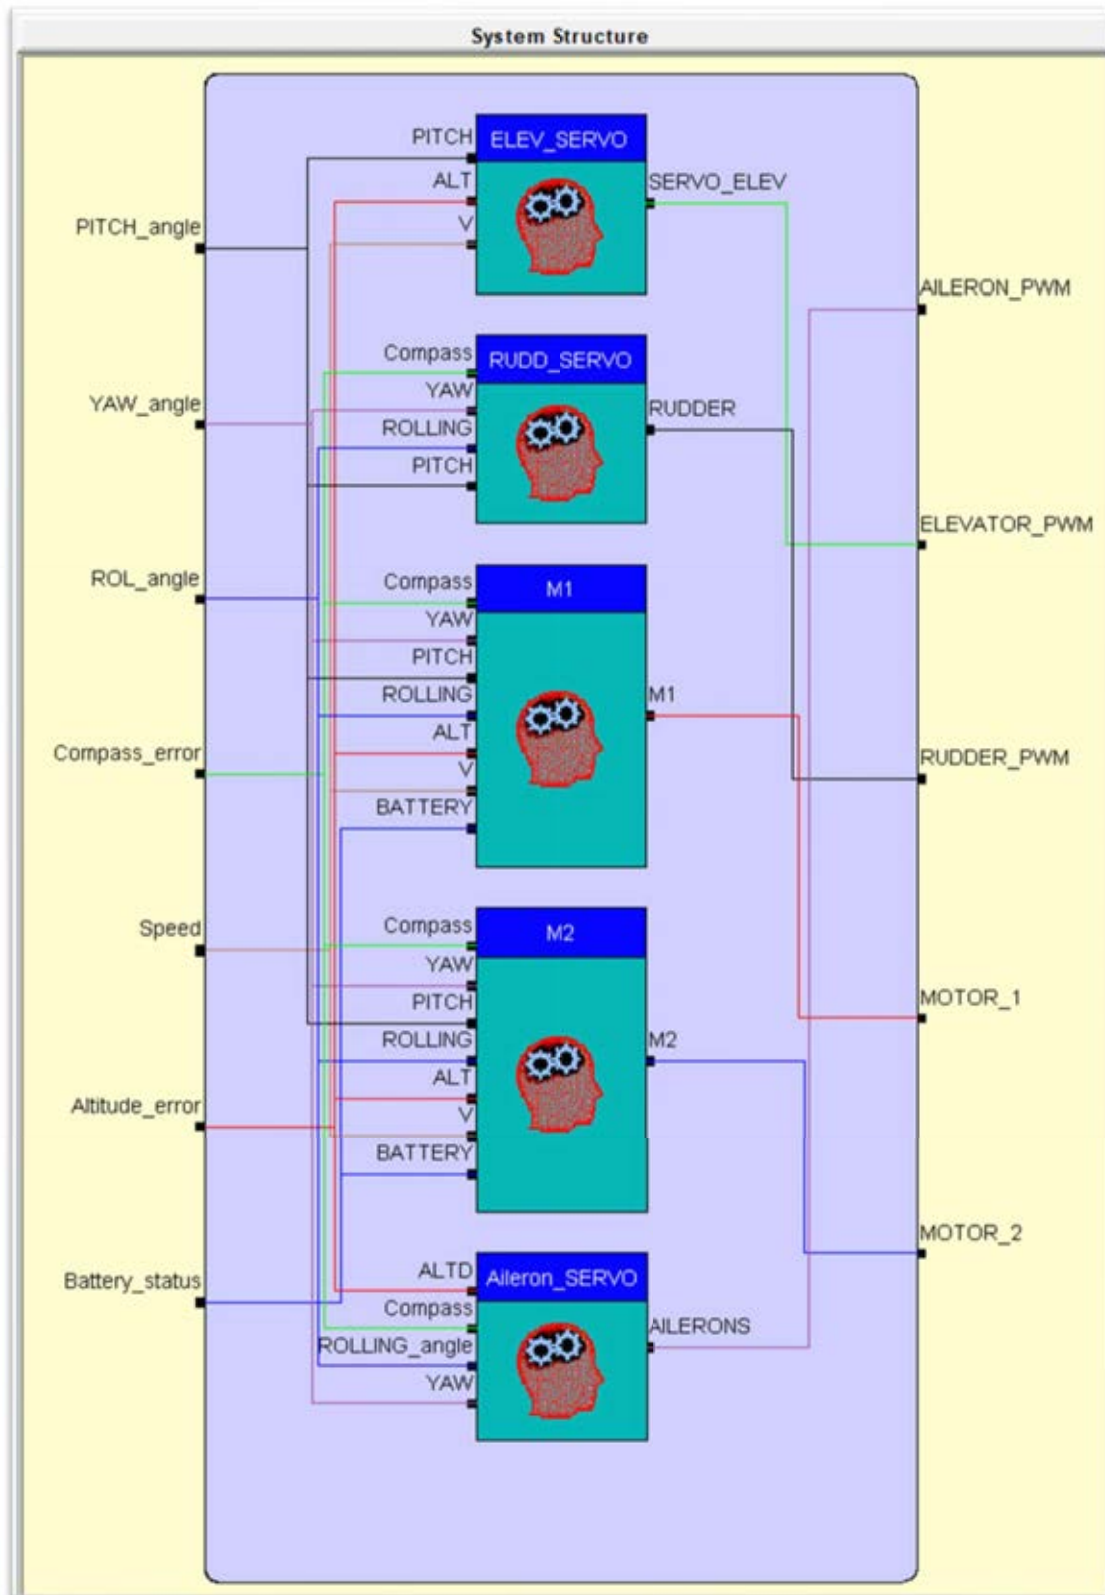 System Structure
PITCH_angle
YAW_angle
ROL_angle
Compass_error
Speed
Altitude_error
Battery_status
ELEV_SERVO
PITCH
ALT
V
SERVO_ELEV
RUDD_SERVO
Compass
YAW
ROLLING
PITCH
RUDDER
M1
Compass
YAW
PITCH
ROLLING
ALT
V
BATTERY
M1
M2
Compass
YAW
PITCH
ROLLING
ALT
V
BATTERY
M2
Aileron_SERVO
ALTD
Compass
ROLLING_angle
YAW
AILERONS
AILERON_PWM
ELEVATOR_PWM
RUDDER_PWM
MOTOR_1
MOTOR_2